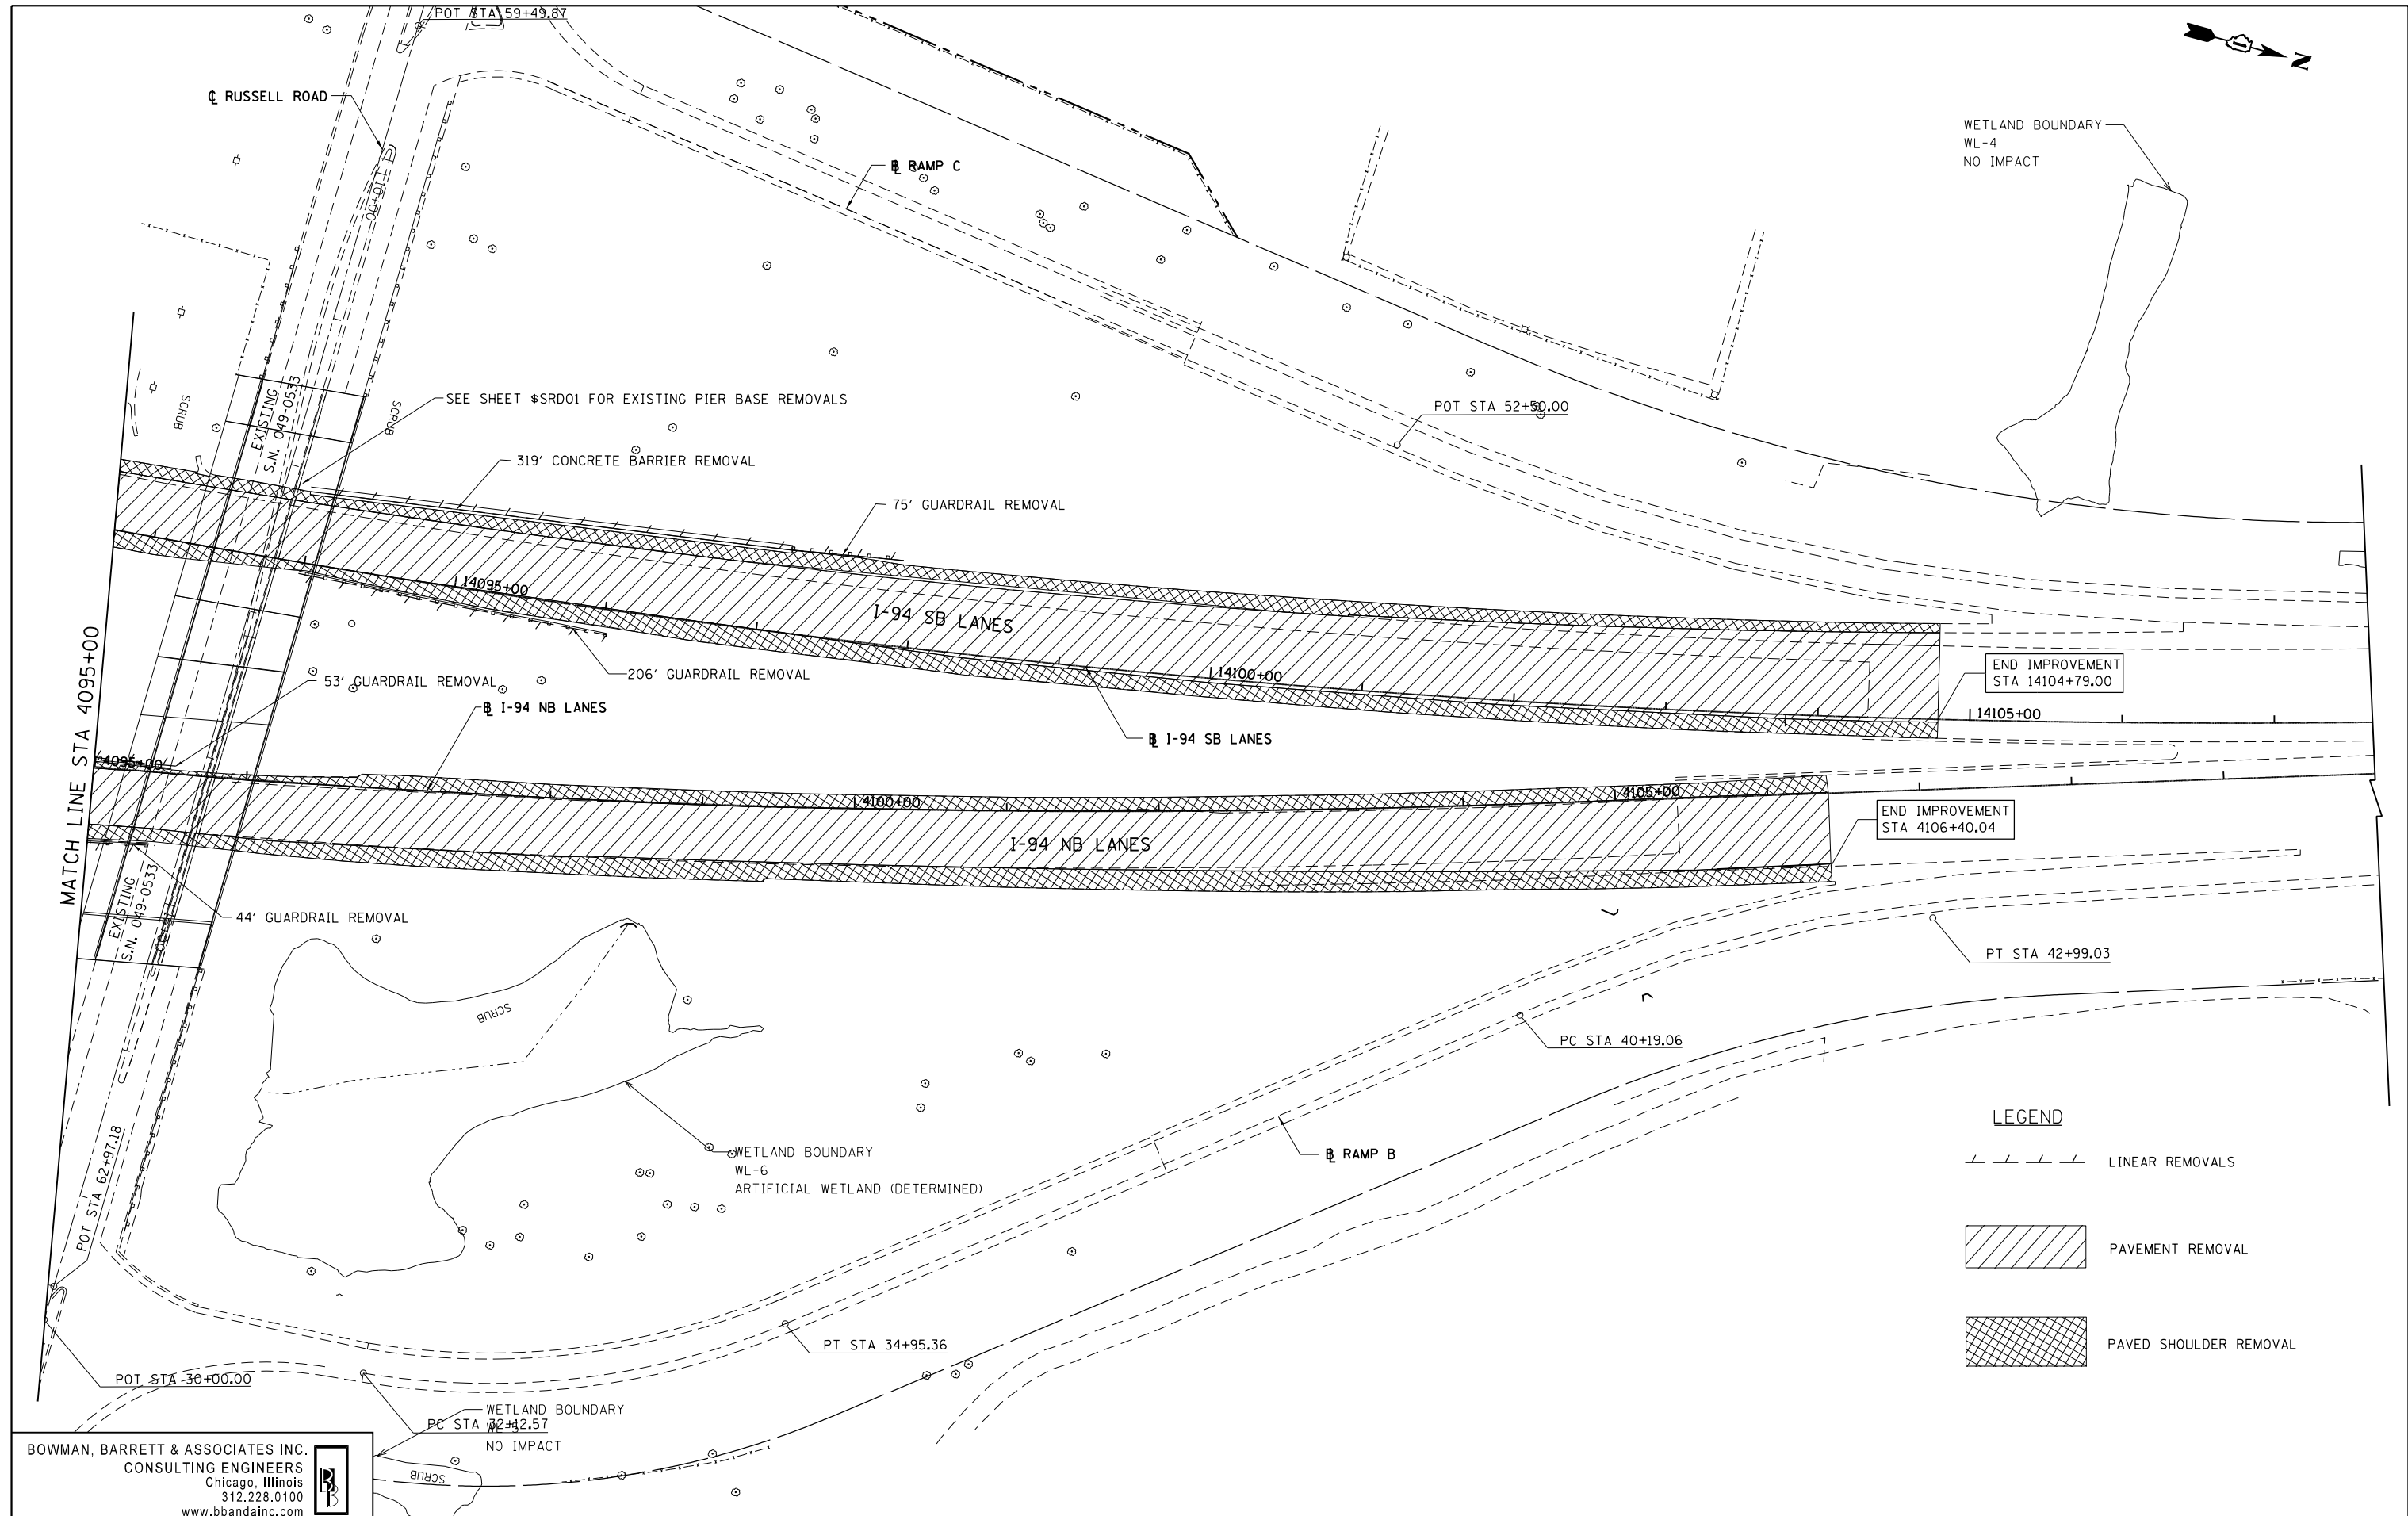 POT STA 59+49.87
N
℄ RUSSELL ROAD
110+00
WETLAND BOUNDARY
WL-4
NO IMPACT
B̲L RAMP C
SCRUB
SCRUB
EXISTING
S.N. 049-0533
SEE SHEET $SRD01 FOR EXISTING PIER BASE REMOVALS
POT STA 52+50.00
319' CONCRETE BARRIER REMOVAL
75' GUARDRAIL REMOVAL
14095+00
I-94 SB LANES
206' GUARDRAIL REMOVAL
14100+00
END IMPROVEMENT
STA 14104+79.00
53' GUARDRAIL REMOVAL
BL I-94 NB LANES
14105+00
BL I-94 SB LANES
MATCH LINE STA 4095+00
4095+00
4100+00
4105+00
I-94 NB LANES
END IMPROVEMENT
STA 4106+40.04
EXISTING
S.N. 049-0533
44' GUARDRAIL REMOVAL
PT STA 42+99.03
SCRUB
PC STA 40+19.06
LEGEND
LINEAR REMOVALS
PAVEMENT REMOVAL
PAVED SHOULDER REMOVAL
WETLAND BOUNDARY
WL-6
ARTIFICIAL WETLAND (DETERMINED)
BL RAMP B
POT STA 62+97.18
PT STA 34+95.36
POT STA 30+00.00
PC STA 32+12.57
WETLAND BOUNDARY
NO IMPACT
SCRUB
BOWMAN, BARRETT & ASSOCIATES INC.
CONSULTING ENGINEERS
Chicago, Illinois
312.228.0100
www.bbandainc.com